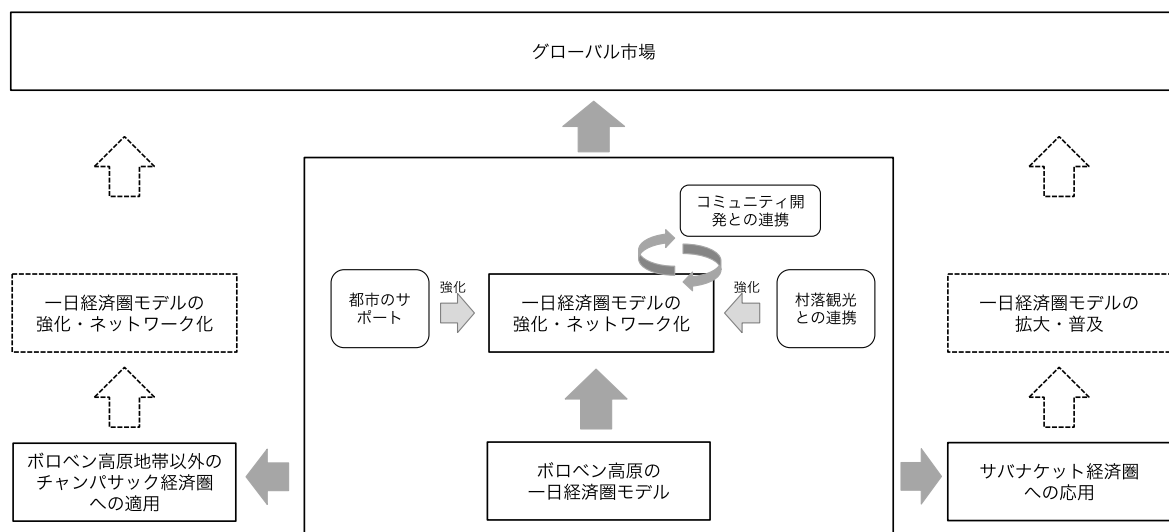 グローバル市場
コミュニティ開
発との連携
一日経済圏モデルの
強化・ネットワーク化
都市のサ
ポート
強化
一日経済圏モデルの
強化・ネットワーク化
強化
村落観光
との連携
一日経済圏モデルの
拡大・普及
ボロベン高原地帯以外の
チャンパサック経済圏
への適用
ボロベン高原の
一日経済圏モデル
サバナケット経済圏
への応用